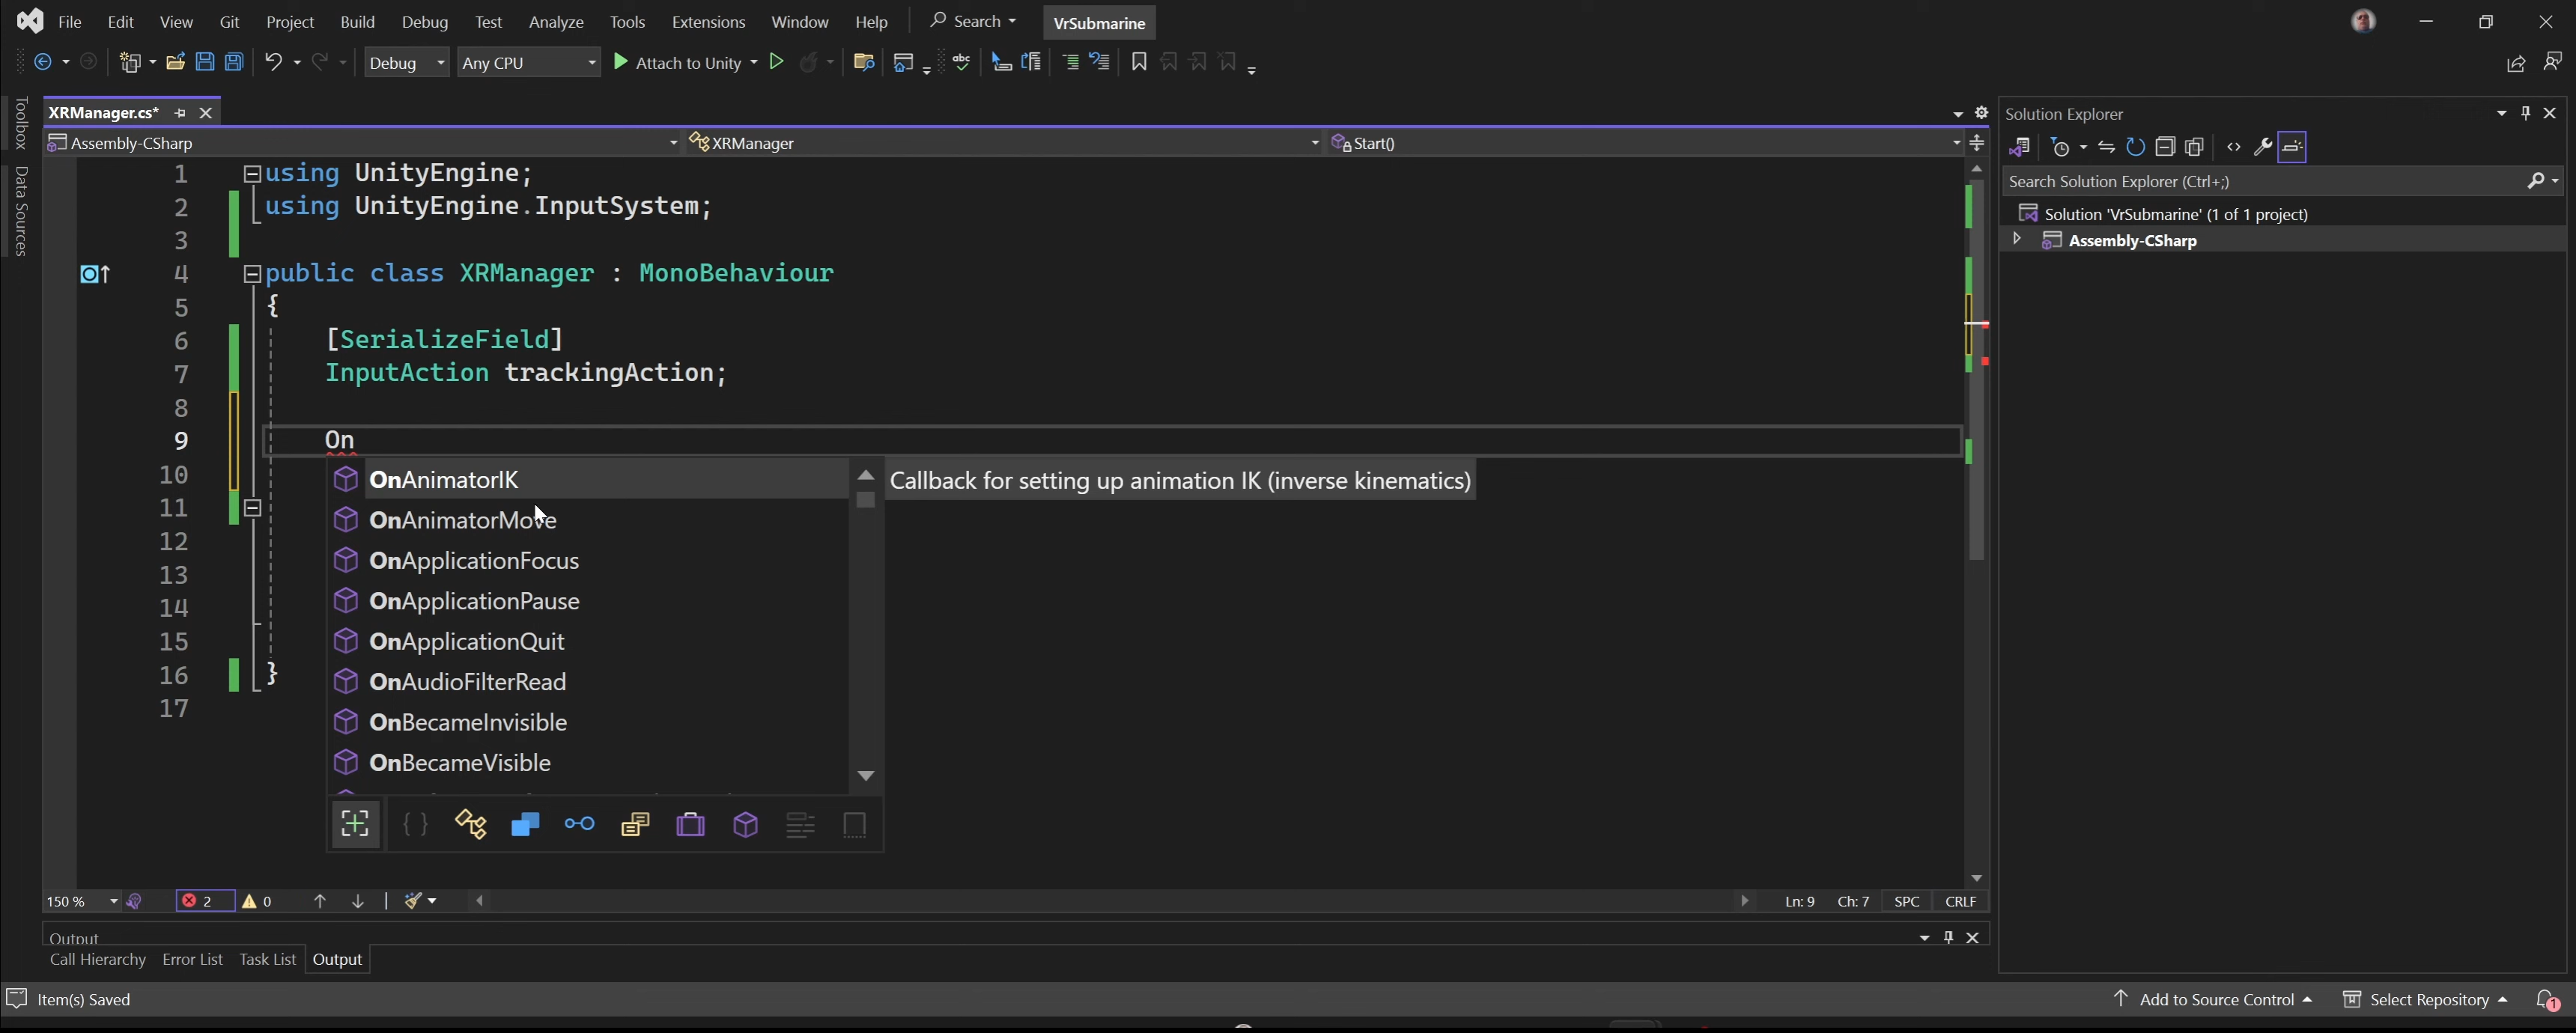 File Edit View Git Project Build Debug Test Analyze Tools Extensions Window Help Search VrSubmarine
Debug Any CPU Attach to Unity
Toolbox
Data Sources
XRManager.cs*
Assembly-CSharp XRManager Start()
1 using UnityEngine;
2 using UnityEngine.InputSystem;
3
4 public class XRManager : MonoBehaviour
5 {
6 [SerializeField]
7 InputAction trackingAction;
8
9 On
10
11
12
13
14
15
16 }
17
OnAnimatorIK
Callback for setting up animation IK (inverse kinematics)
OnAnimatorMove
OnApplicationFocus
OnApplicationPause
OnApplicationQuit
OnAudioFilterRead
OnBecameInvisible
OnBecameVisible
150 % 2 0 Ln: 9 Ch: 7 SPC CRLF
Output
Call Hierarchy Error List Task List Output
Solution Explorer
Search Solution Explorer (Ctrl+;)
Solution 'VrSubmarine' (1 of 1 project)
Assembly-CSharp
Item(s) Saved Add to Source Control Select Repository 1